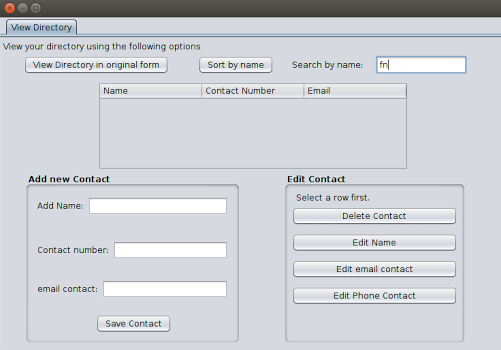 View Directory
View your directory using the following options
View Directory in original form Sort by name Search by name: fn
Name Contact Number Email
Add new Contact Edit Contact
Select a row first.
Add Name: Delete Contact
Edit Name
Contact number:
Edit email contact
email contact:
Edit Phone Contact
Save Contact